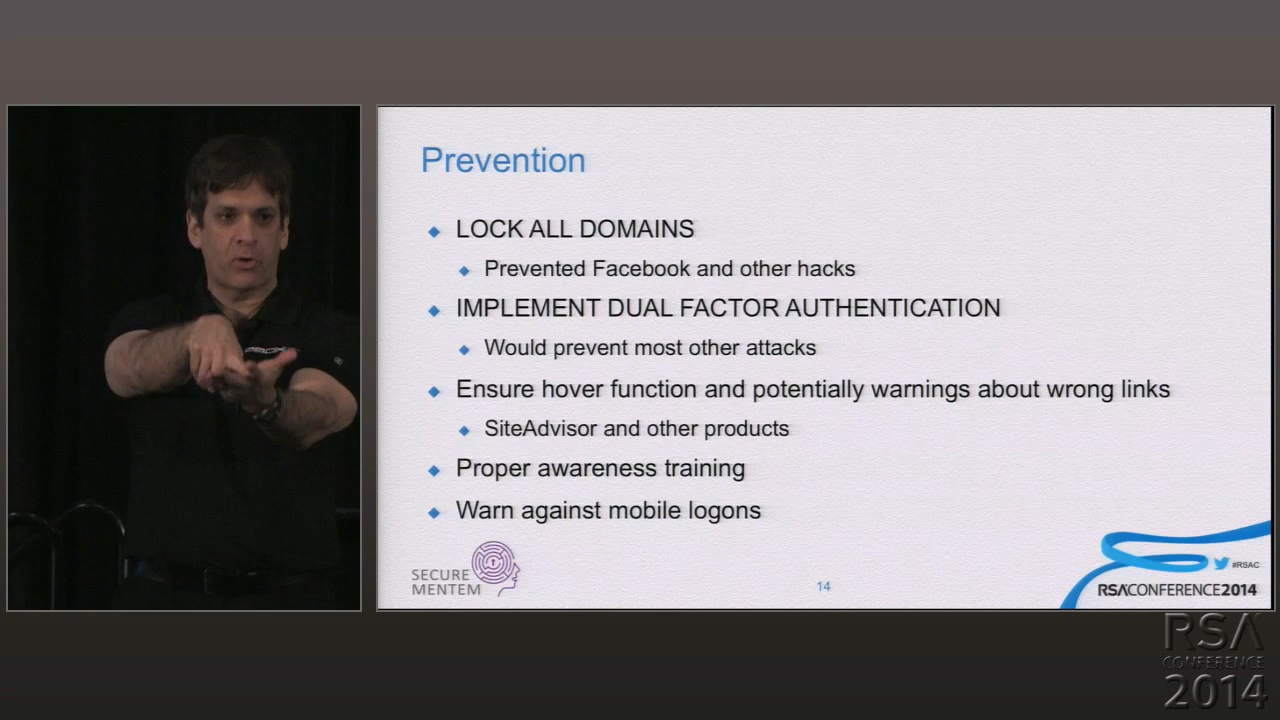 Prevention
LOCK ALL DOMAINS
Prevented Facebook and other hacks
IMPLEMENT DUAL FACTOR AUTHENTICATION
Would prevent most other attacks
Ensure hover function and potentially warnings about wrong links
SiteAdvisor and other products
Proper awareness training
Warn against mobile logons
SECURE
MENTEM
14
#RSAC
RSACONFERENCE2014
RSA
CONFERENCE
2014